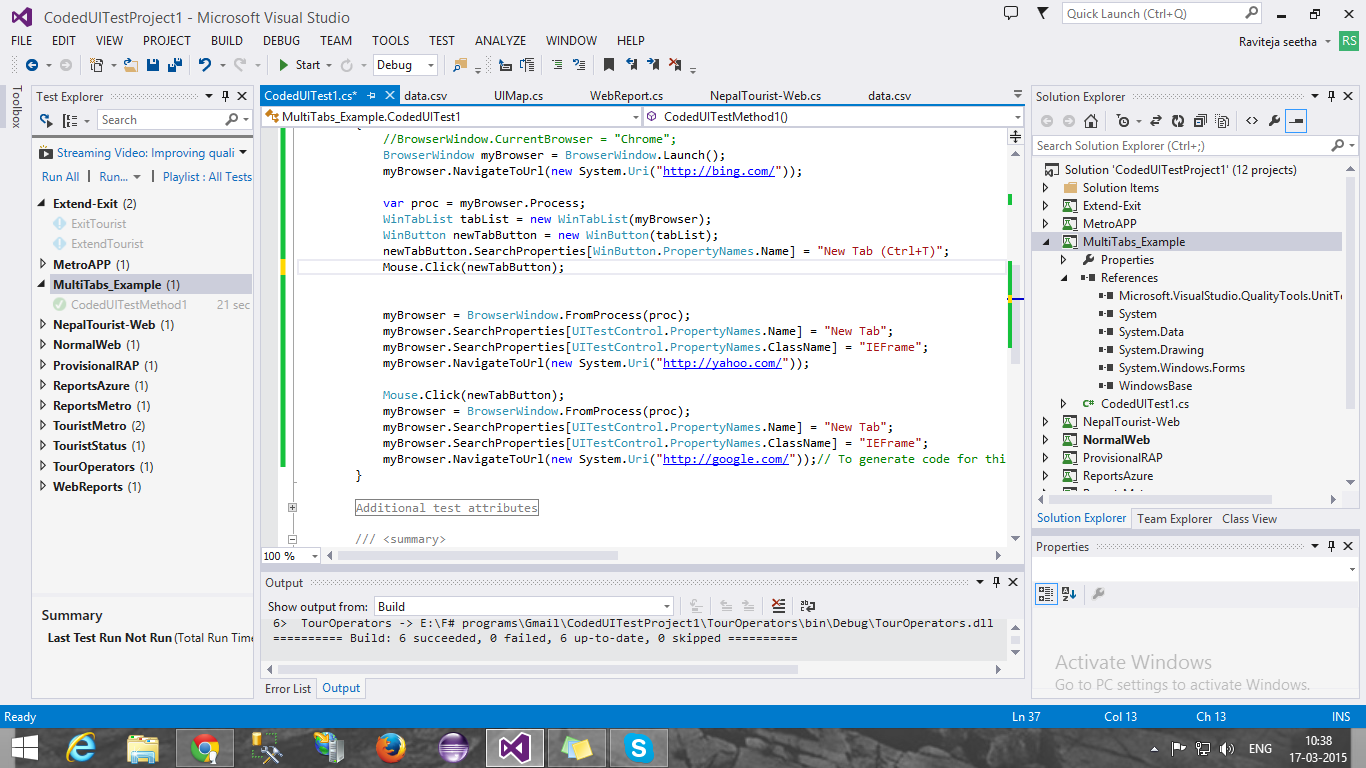 CodedUITestProject1 - Microsoft Visual Studio
Quick Launch (Ctrl+Q)
FILE EDIT VIEW PROJECT BUILD DEBUG TEAM TOOLS TEST ANALYZE WINDOW HELP
Raviteja seetha RS
Start Debug
Toolbox
Test Explorer
Search
Streaming Video: Improving quali
Run All | Run... | Playlist : All Tests
Extend-Exit (2)
ExitTourist
ExtendTourist
MetroAPP (1)
MultiTabs_Example (1)
CodedUITestMethod1 21 sec
NepalTourist-Web (1)
NormalWeb (1)
ProvisionalRAP (1)
ReportsAzure (1)
ReportsMetro (1)
TouristMetro (2)
TouristStatus (1)
TourOperators (1)
WebReports (1)
Summary
Last Test Run Not Run (Total Run Time
CodedUITest1.cs* data.csv UIMap.cs WebReport.cs NepalTourist-Web.cs data.csv
MultiTabs_Example.CodedUITest1 CodedUITestMethod1()
{
//BrowserWindow.CurrentBrowser = "Chrome";
BrowserWindow myBrowser = BrowserWindow.Launch();
myBrowser.NavigateToUrl(new System.Uri("http://bing.com/"));
var proc = myBrowser.Process;
WinTabList tabList = new WinTabList(myBrowser);
WinButton newTabButton = new WinButton(tabList);
newTabButton.SearchProperties[WinButton.PropertyNames.Name] = "New Tab (Ctrl+T)";
Mouse.Click(newTabButton);
myBrowser = BrowserWindow.FromProcess(proc);
myBrowser.SearchProperties[UITestControl.PropertyNames.Name] = "New Tab";
myBrowser.SearchProperties[UITestControl.PropertyNames.ClassName] = "IEFrame";
myBrowser.NavigateToUrl(new System.Uri("http://yahoo.com/"));
Mouse.Click(newTabButton);
myBrowser = BrowserWindow.FromProcess(proc);
myBrowser.SearchProperties[UITestControl.PropertyNames.Name] = "New Tab";
myBrowser.SearchProperties[UITestControl.PropertyNames.ClassName] = "IEFrame";
myBrowser.NavigateToUrl(new System.Uri("http://google.com/"));// To generate code for thi
}
Additional test attributes
/// <summary>
100 %
Output
Show output from: Build
6> TourOperators -> E:\F# programs\Gmail\CodedUITestProject1\TourOperators\bin\Debug\TourOperators.dll
========== Build: 6 succeeded, 0 failed, 6 up-to-date, 0 skipped ==========
Error List Output
Solution Explorer
Search Solution Explorer (Ctrl+;)
Solution 'CodedUITestProject1' (12 projects)
Solution Items
Extend-Exit
MetroAPP
MultiTabs_Example
Properties
References
Microsoft.VisualStudio.QualityTools.UnitTe
System
System.Data
System.Drawing
System.Windows.Forms
WindowsBase
C# CodedUITest1.cs
NepalTourist-Web
NormalWeb
ProvisionalRAP
ReportsAzure
Solution Explorer Team Explorer Class View
Properties
Activate Windows
Go to PC settings to activate Windows.
Ready Ln 37 Col 13 Ch 13 INS
ENG
10:38
17-03-2015